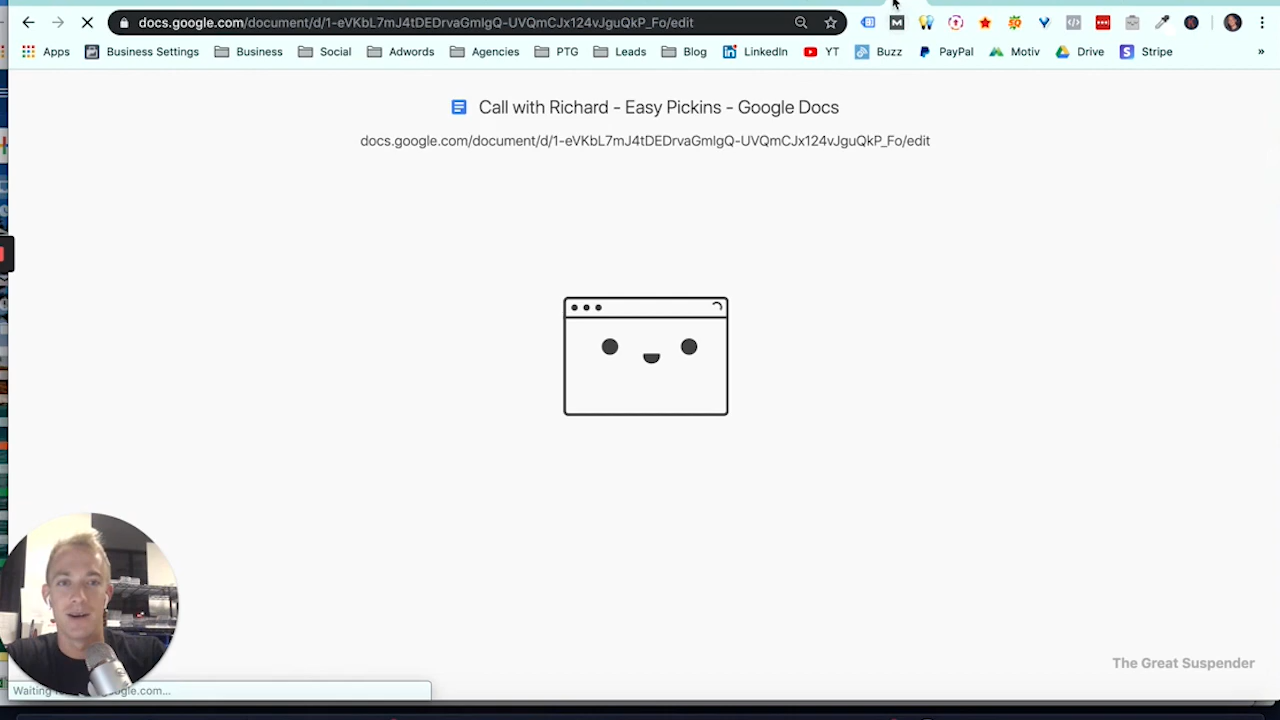 docs.google.com/document/d/1-eVKbL7mJ4tDEDrvaGmIgQ-UVQmCJx124vJguQkP_Fo/edit
Apps Business Settings Business Social Adwords Agencies PTG Leads Blog LinkedIn YT Buzz PayPal Motiv Drive Stripe »
Call with Richard - Easy Pickins - Google Docs
docs.google.com/document/d/1-eVKbL7mJ4tDEDrvaGmIgQ-UVQmCJx124vJguQkP_Fo/edit
The Great Suspender
Waiting